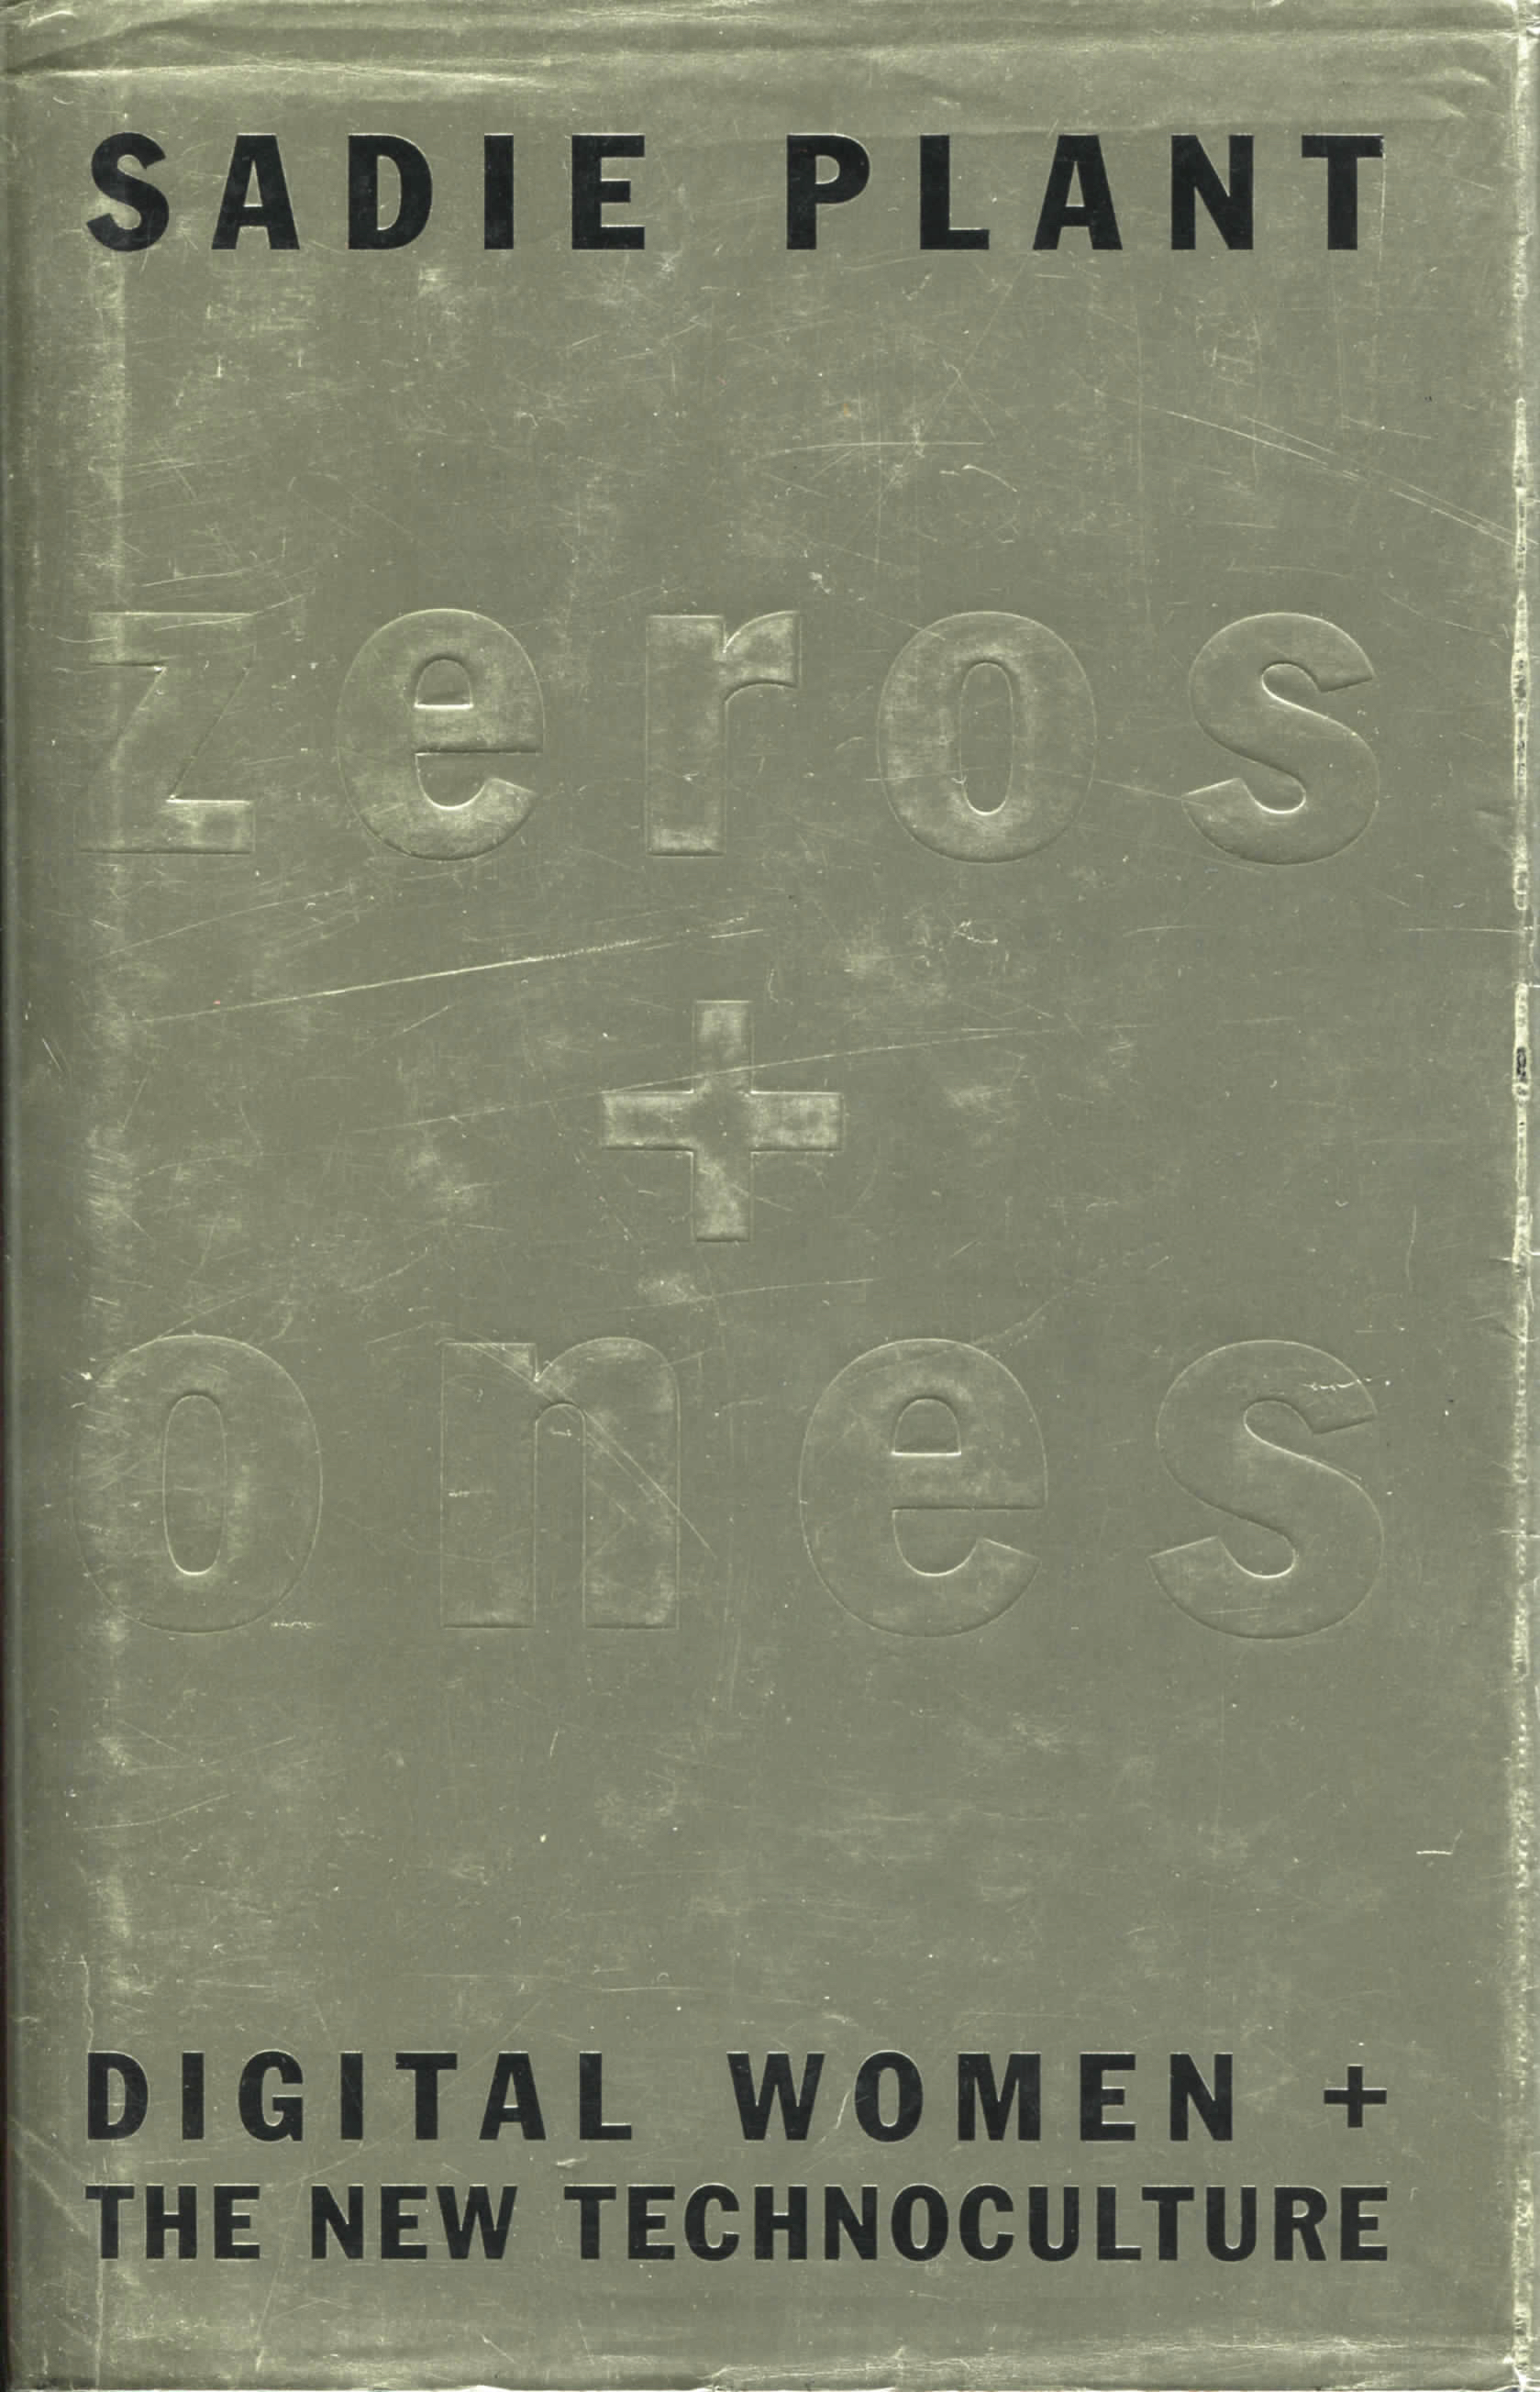 SADIE PLANT
zeros
+
ones
DIGITAL WOMEN +
THE NEW TECHNOCULTURE